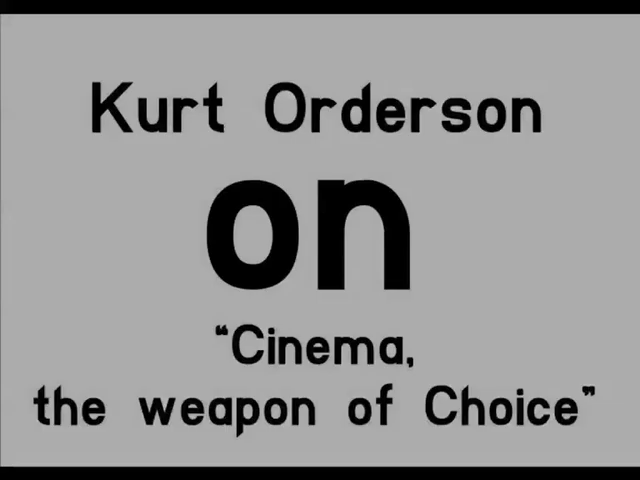 Kurt Orderson
on
“Cinema,
the weapon of Choice”